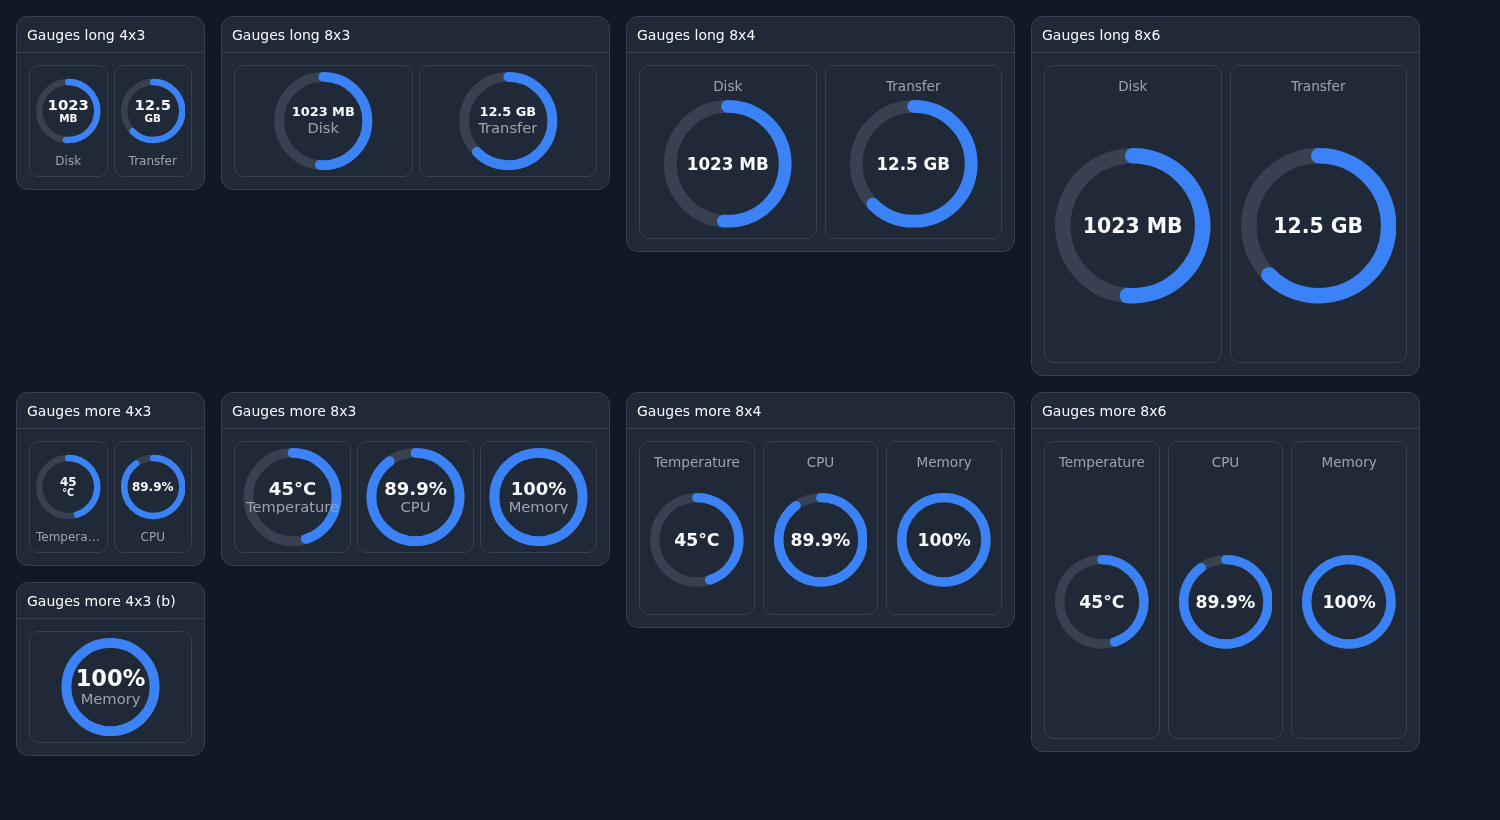 Gauges long 4x3
1023
MB
Disk
12.5
GB
Transfer
Gauges long 8x3
1023 MB
Disk
12.5 GB
Transfer
Gauges long 8x4
Disk
1023 MB
Transfer
12.5 GB
Gauges long 8x6
Disk
1023 MB
Transfer
12.5 GB
Gauges more 4x3
45
°C
Tempera...
89.9%
CPU
Gauges more 8x3
45°C
Temperature
89.9%
CPU
100%
Memory
Gauges more 8x4
Temperature
45°C
CPU
89.9%
Memory
100%
Gauges more 8x6
Temperature
45°C
CPU
89.9%
Memory
100%
Gauges more 4x3 (b)
100%
Memory